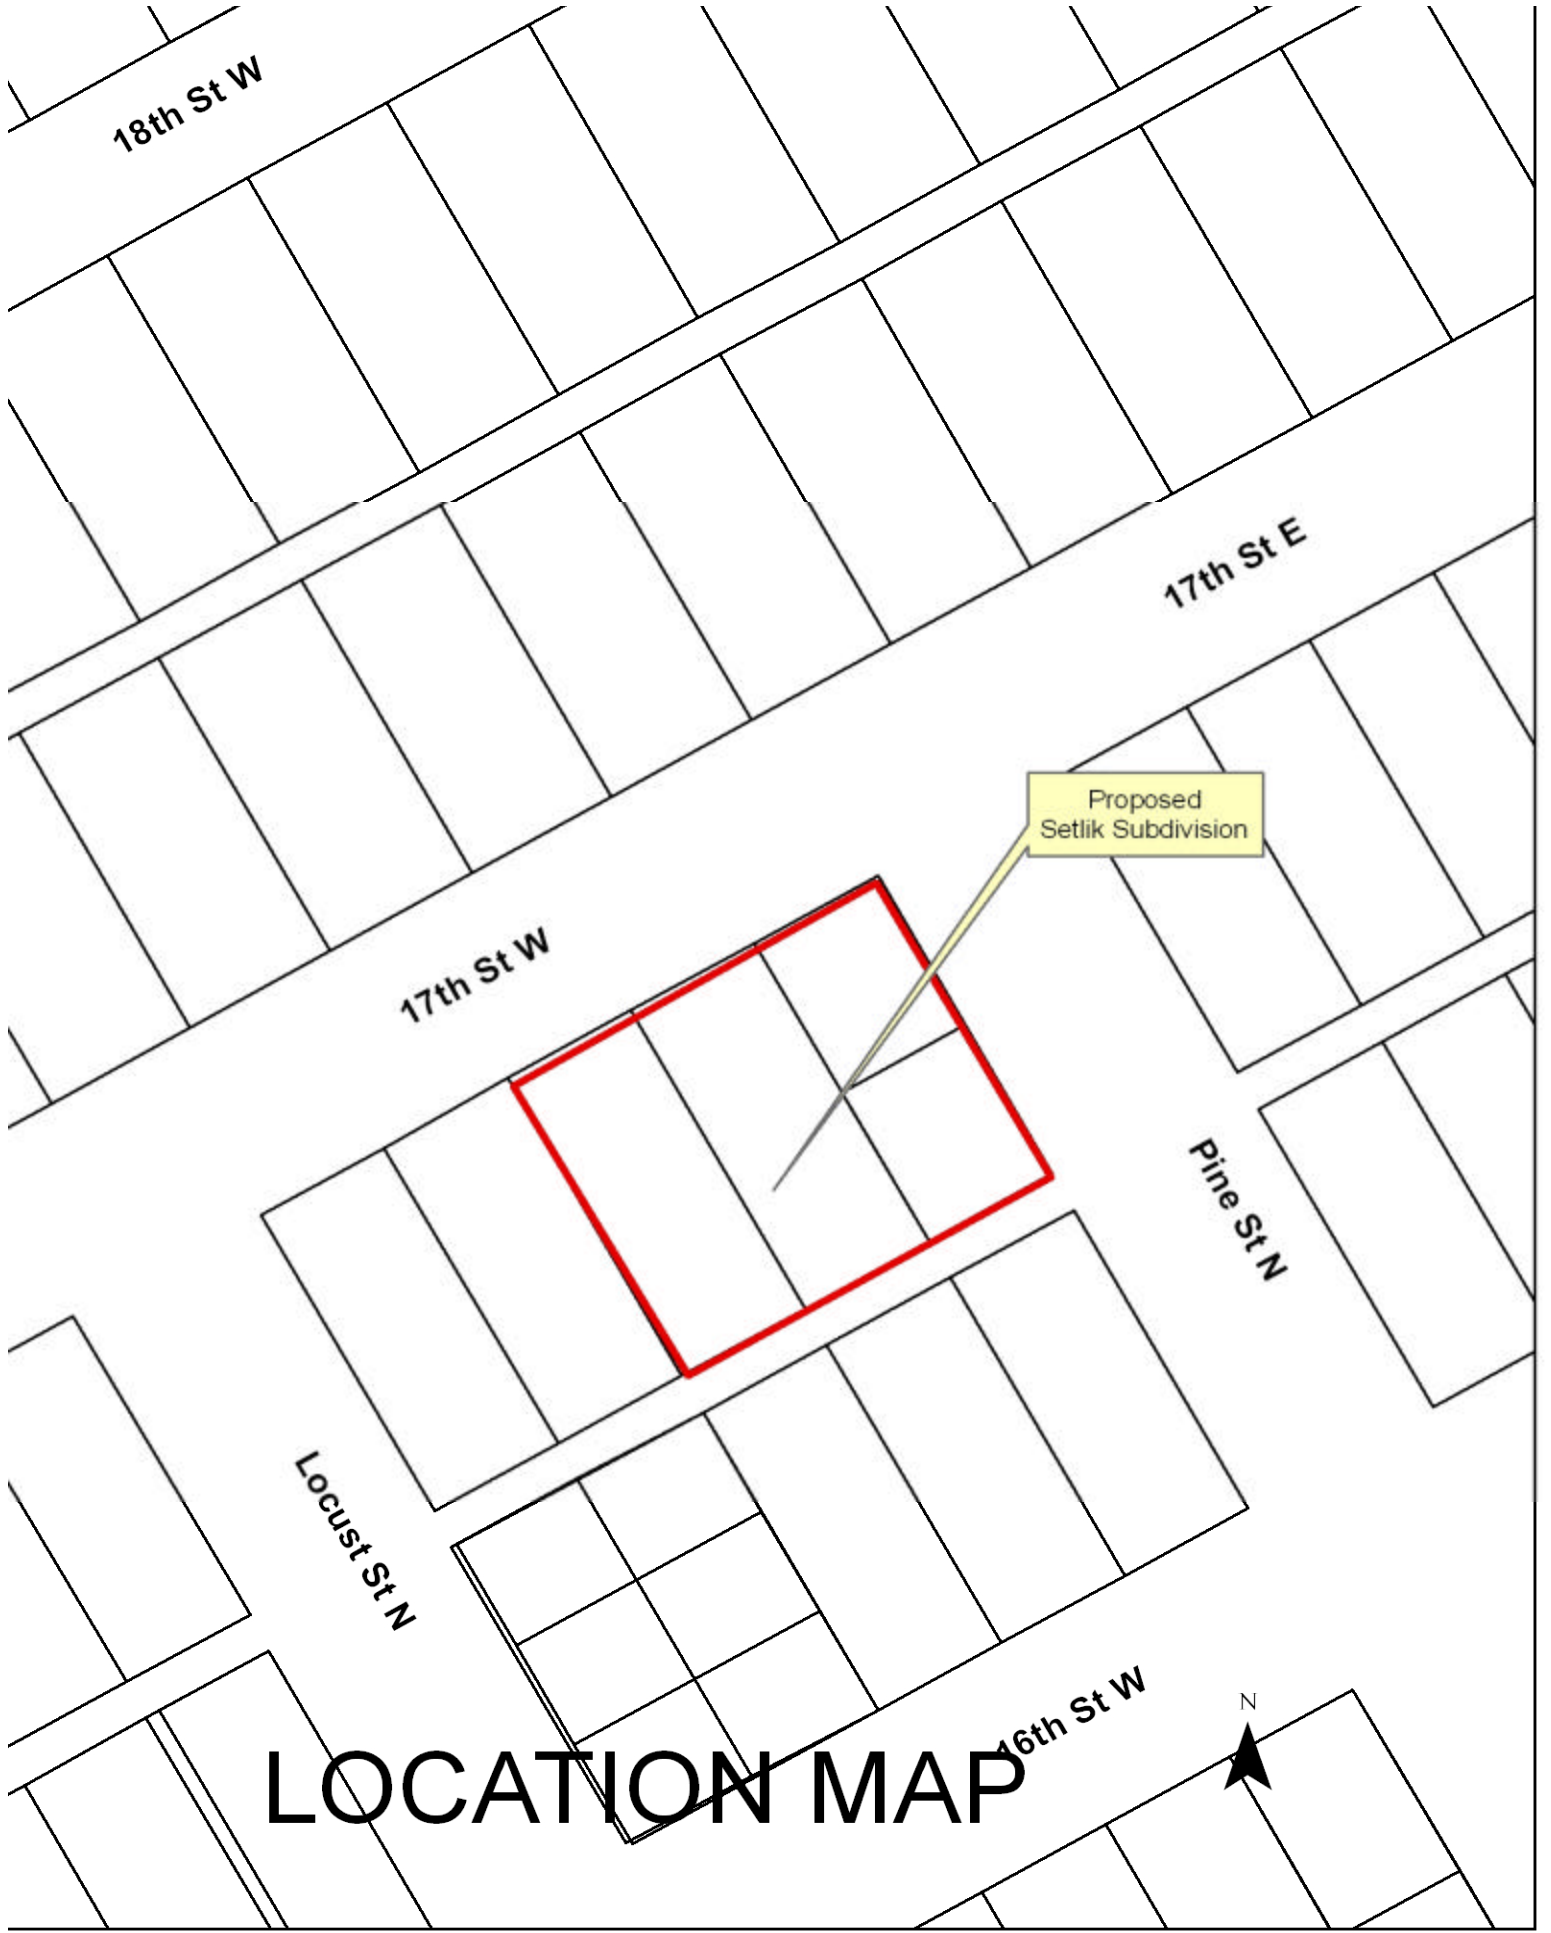 18th St W
17th St E
Proposed
Setlik Subdivision
17th St W
Pine St N
Locust St N
16th St W
N
LOCATION MAP